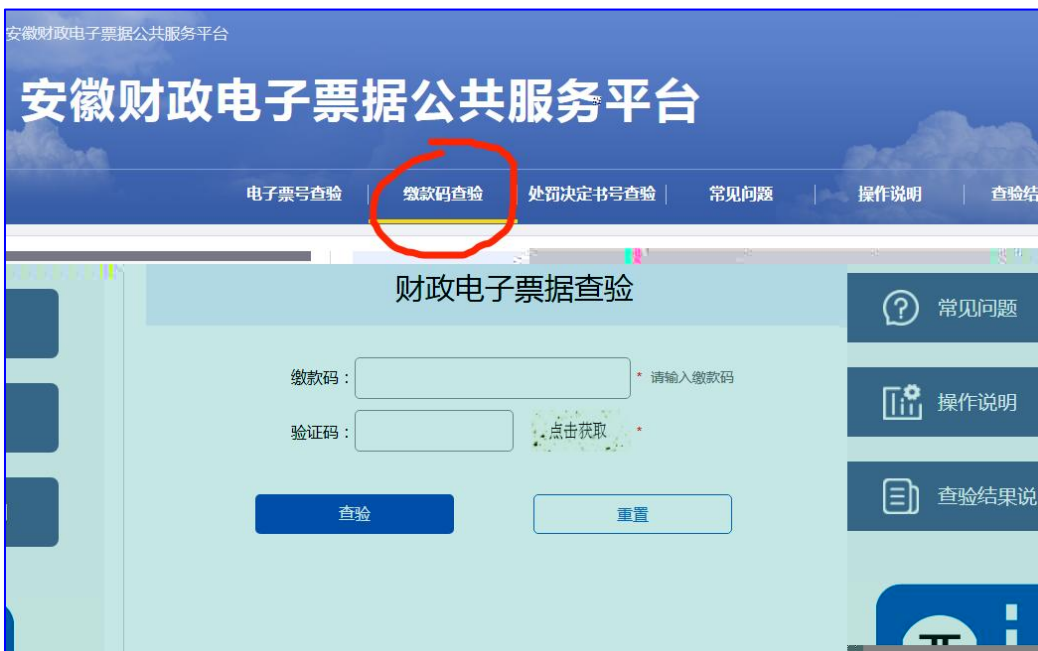 安徽财政电子票据公共服务平台
安徽财政电子票据公共服务平台
电子票号查验 缴款码查验 处罚决定书号查验 常见问题 操作说明 查验结
财政电子票据查验
常见问题
缴款码： * 请输入缴款码
操作说明
验证码： 点击获取 *
查验结果说
查验 重置